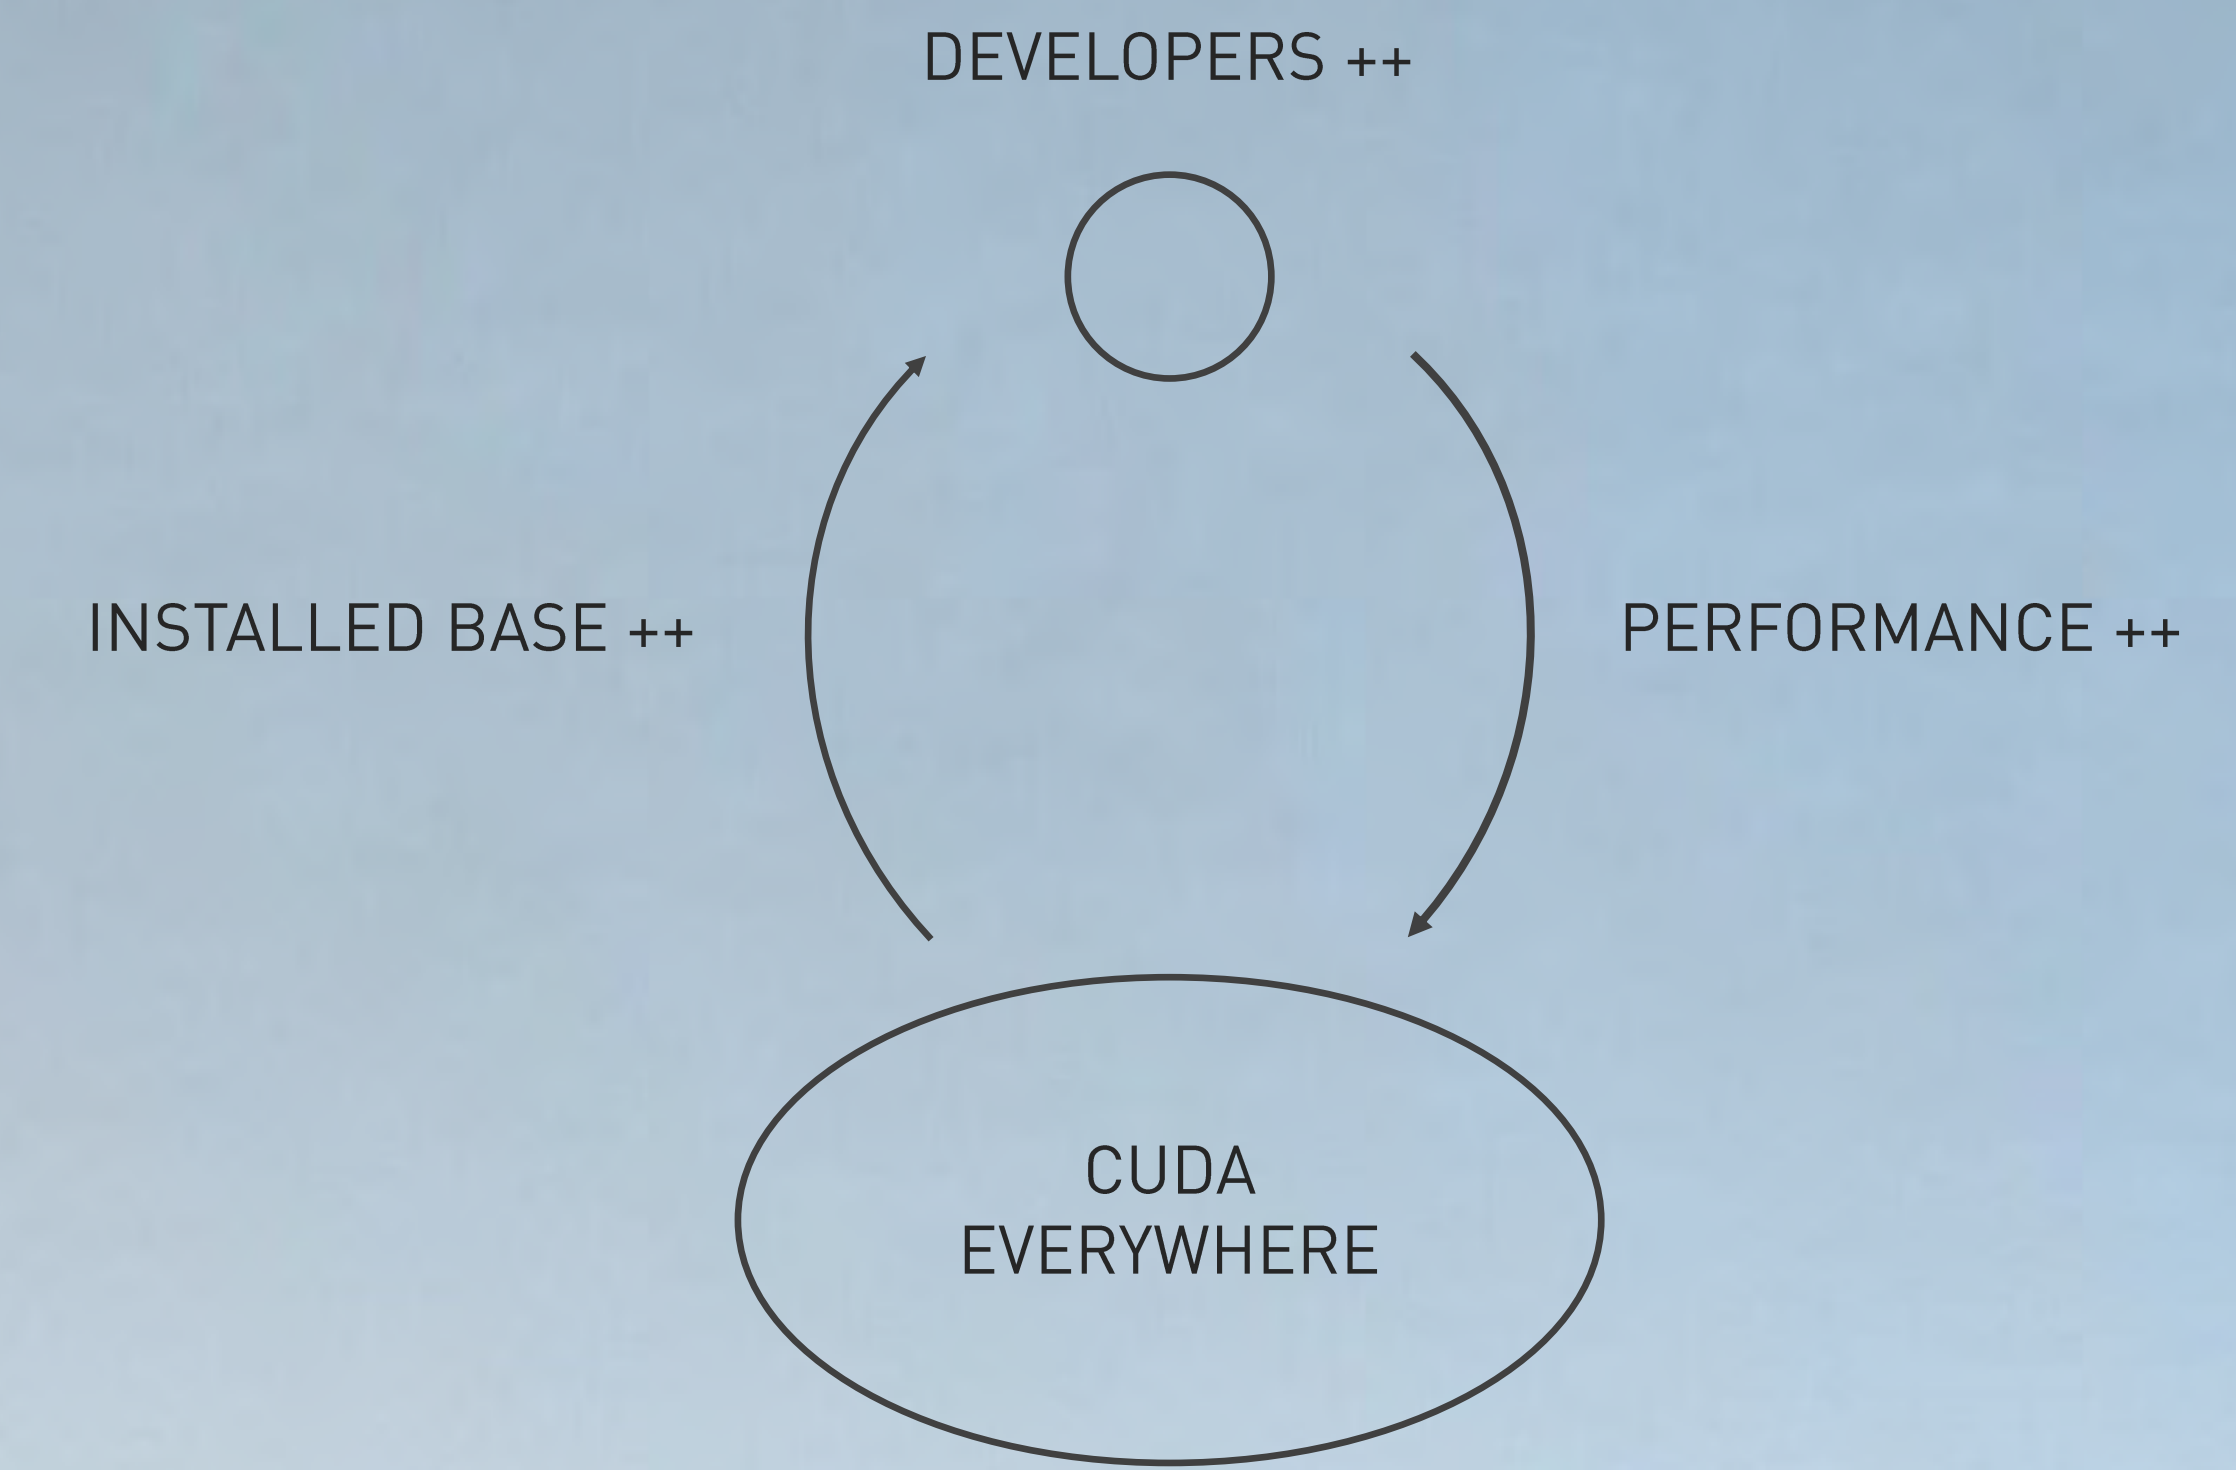 DEVELOPERS ++
INSTALLED BASE ++
PERFORMANCE ++
CUDA
EVERYWHERE